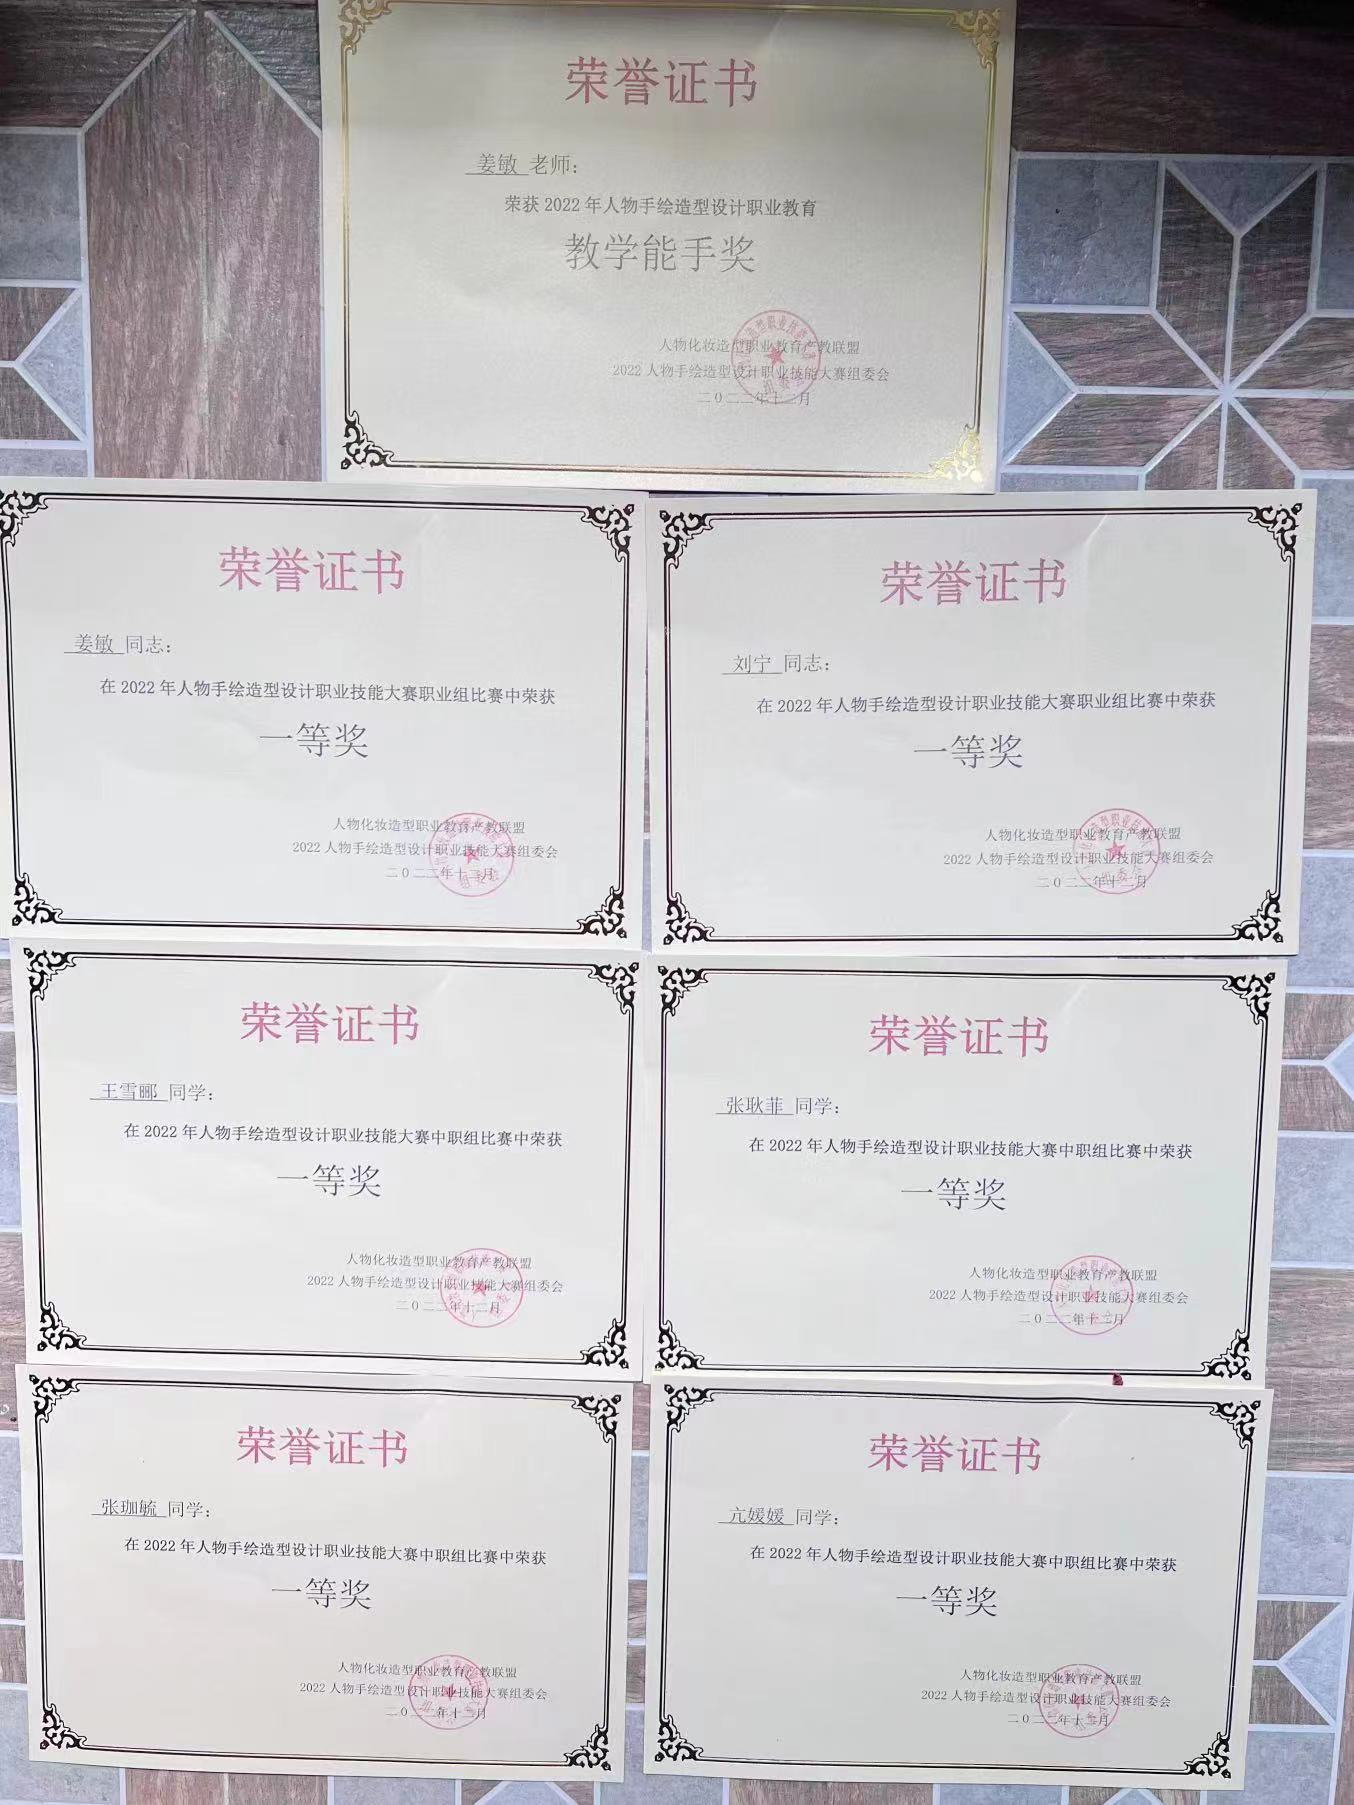 荣誉证书
姜敏 老师：
荣获 2022 年人物手绘造型设计职业教育
教学能手奖
人物化妆造型职业教育产教联盟
2022 人物手绘造型设计职业技能大赛组委会
二〇二二年十二月
荣誉证书
姜敏 同志：
在 2022 年人物手绘造型设计职业技能大赛职业组比赛中荣获
一等奖
人物化妆造型职业教育产教联盟
2022 人物手绘造型设计职业技能大赛组委会
二〇二二年十二月
荣誉证书
刘宁 同志：
在 2022 年人物手绘造型设计职业技能大赛职业组比赛中荣获
一等奖
人物化妆造型职业教育产教联盟
2022 人物手绘造型设计职业技能大赛组委会
二〇二二年十二月
荣誉证书
王雪郦 同学：
在 2022 年人物手绘造型设计职业技能大赛中职组比赛中荣获
一等奖
人物化妆造型职业教育产教联盟
2022 人物手绘造型设计职业技能大赛组委会
二〇二二年十二月
荣誉证书
张耿菲 同学：
在 2022 年人物手绘造型设计职业技能大赛中职组比赛中荣获
一等奖
人物化妆造型职业教育产教联盟
2022 人物手绘造型设计职业技能大赛组委会
二〇二二年十二月
荣誉证书
张珈毓 同学：
在 2022 年人物手绘造型设计职业技能大赛中职组比赛中荣获
一等奖
人物化妆造型职业教育产教联盟
2022 人物手绘造型设计职业技能大赛组委会
二〇二二年十二月
荣誉证书
亢媛媛 同学：
在 2022 年人物手绘造型设计职业技能大赛中职组比赛中荣获
一等奖
人物化妆造型职业教育产教联盟
2022 人物手绘造型设计职业技能大赛组委会
二〇二二年十二月